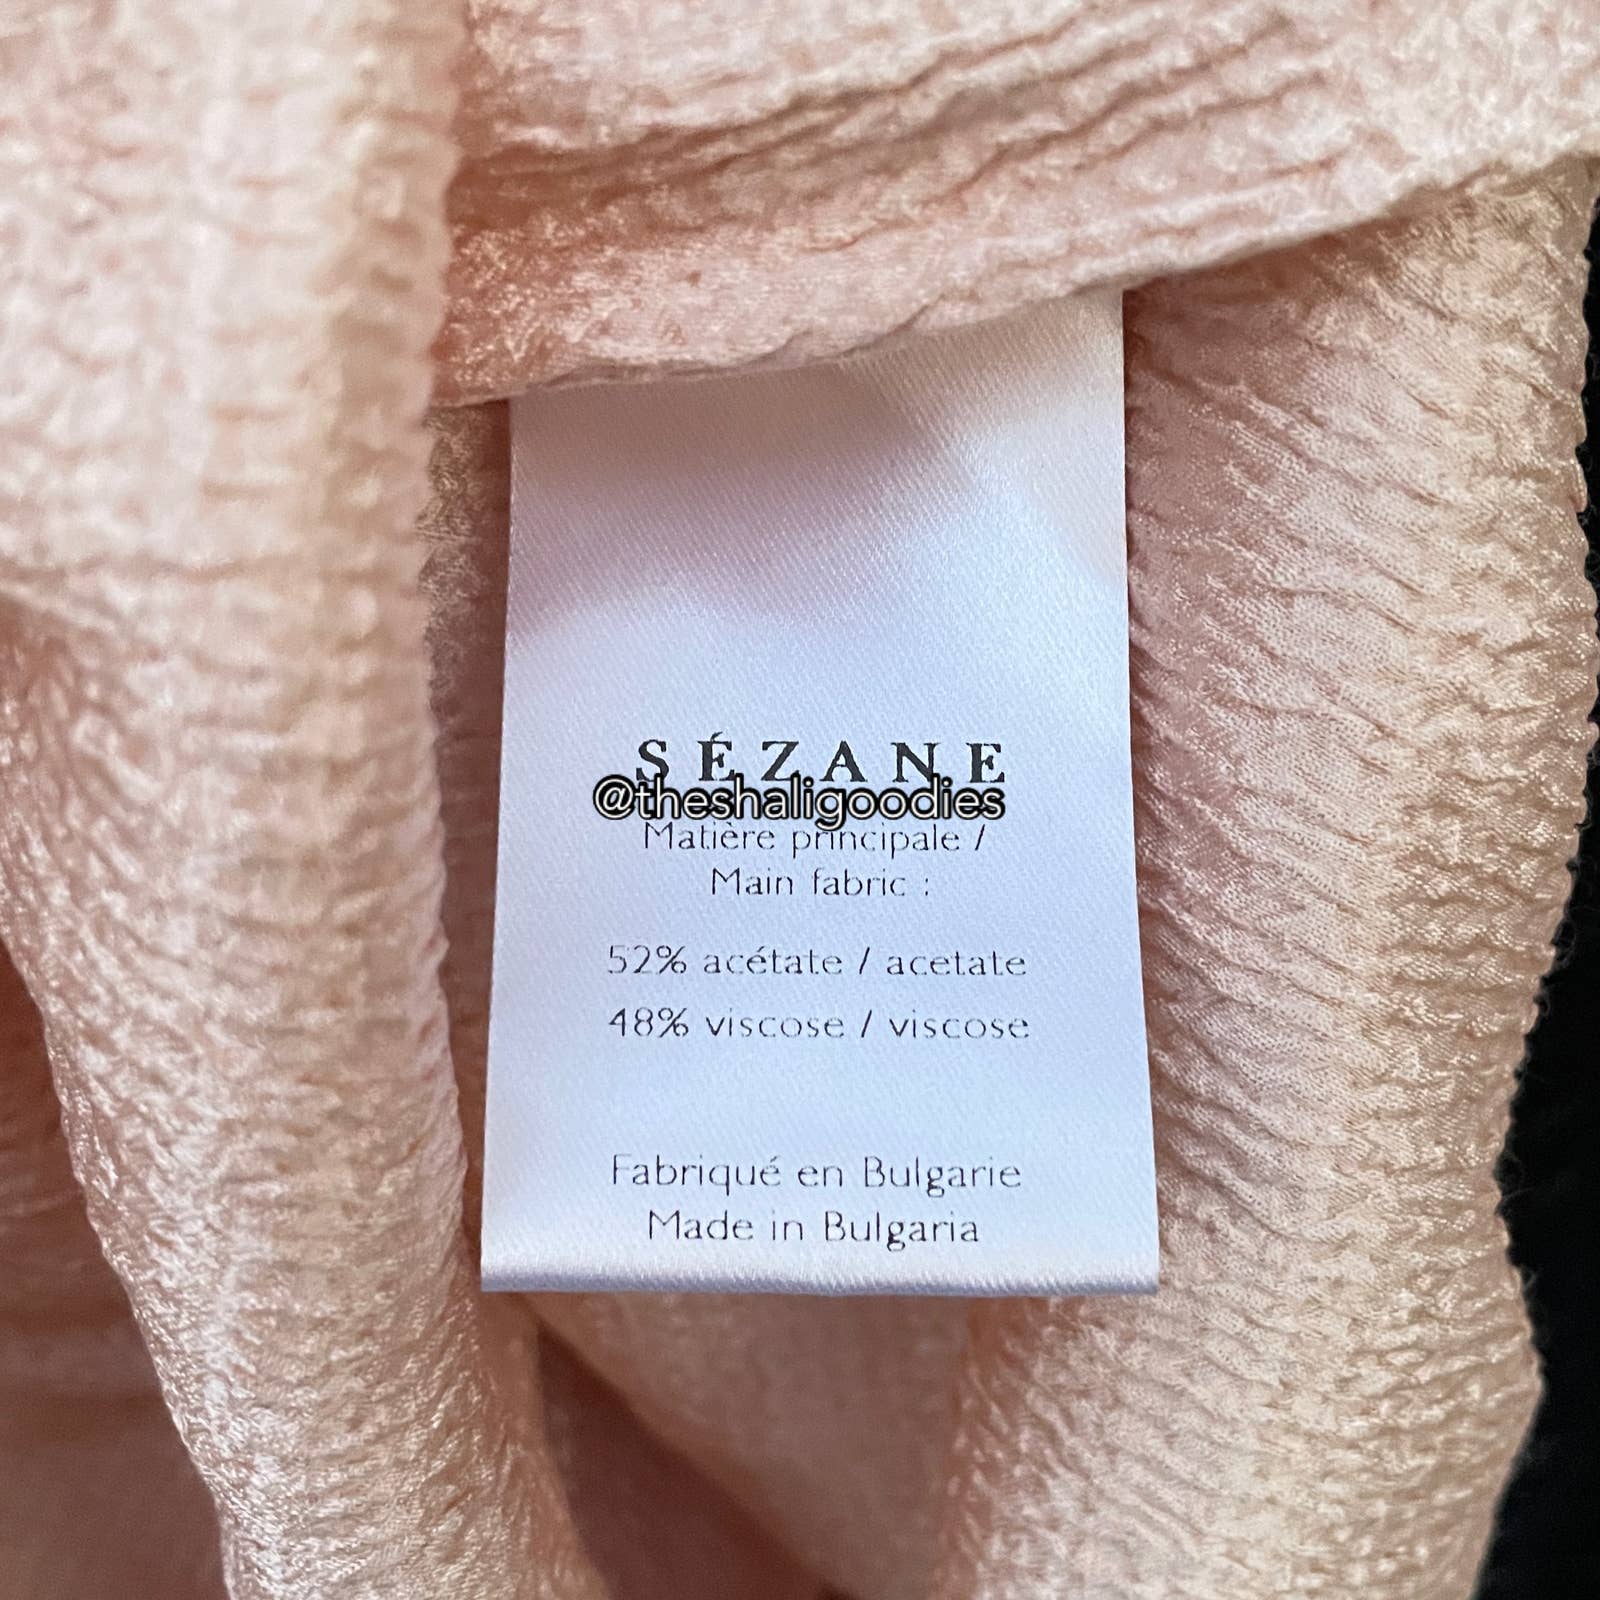 SÉZANE
@theshaligoodies
Matière principale /
Main fabric :
52% acétate / acetate
48% viscose / viscose
Fabriqué en Bulgarie
Made in Bulgaria